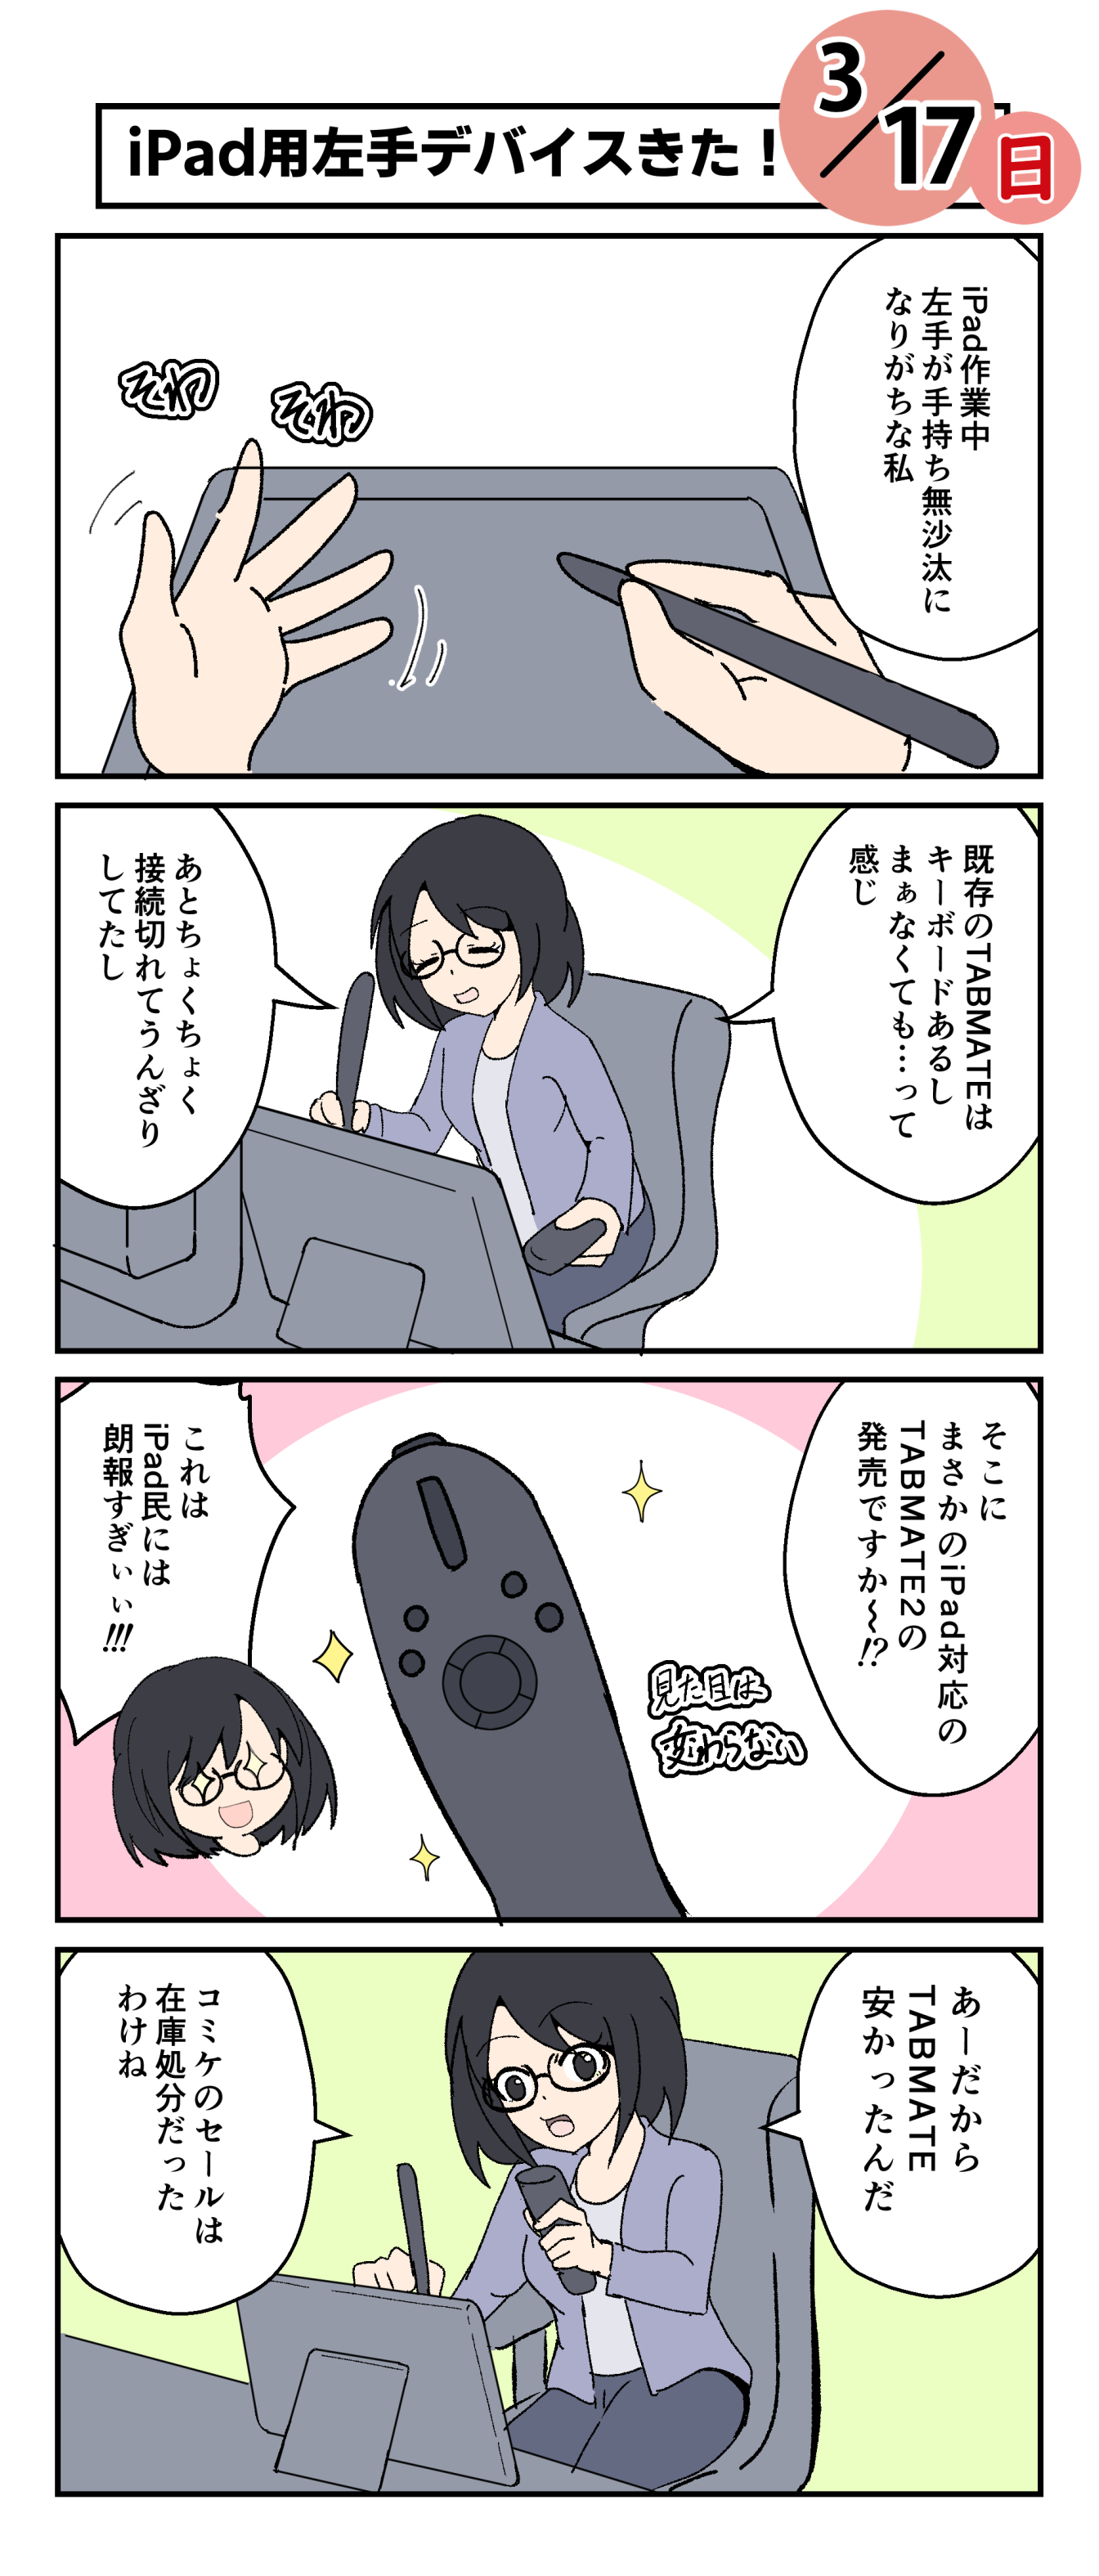 3/17
日
iPad用左手デバイスきた！
iPad作業中
左手が手持ち無沙汰に
なりがちな私
そわ
そわ
既存のTABMATEは
キーボードあるし
まぁなくても…って
感じ
あとちょくちょく
接続切れてうんざり
してたし
そこに
まさかのiPad対応の
TABMATE2の
発売ですか～!?
見た目は
変わらない
これは
iPad民には
朗報すぎぃぃ!!!
あーだから
TABMATE
安かったんだ
コミケのセールは
在庫処分だった
わけね